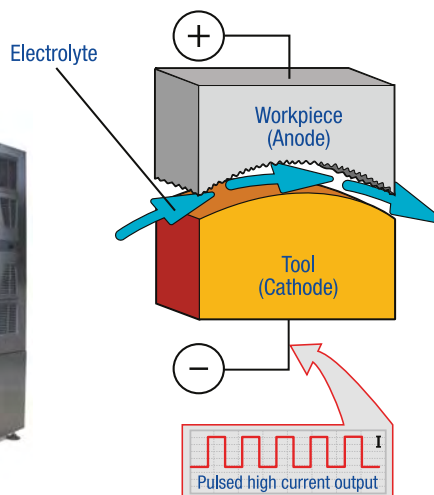 +
Electrolyte
Workpiece
(Anode)
Tool
(Cathode)
−
I
Pulsed high current output